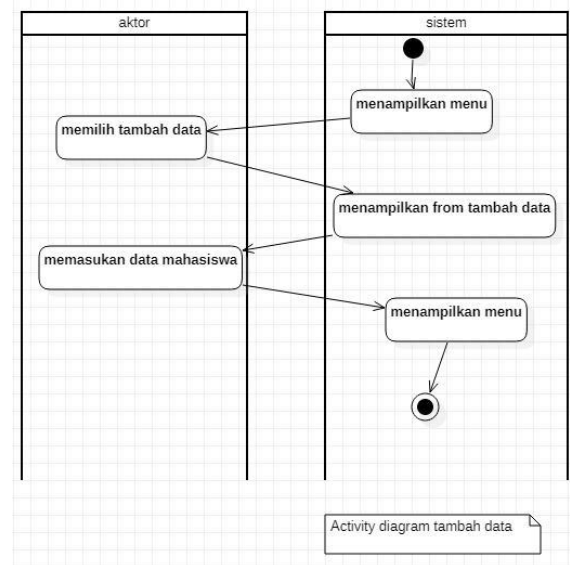 aktor
sistem
menampilkan menu
memilih tambah data
menampilkan from tambah data
memasukan data mahasiswa
menampilkan menu
Activity diagram tambah data